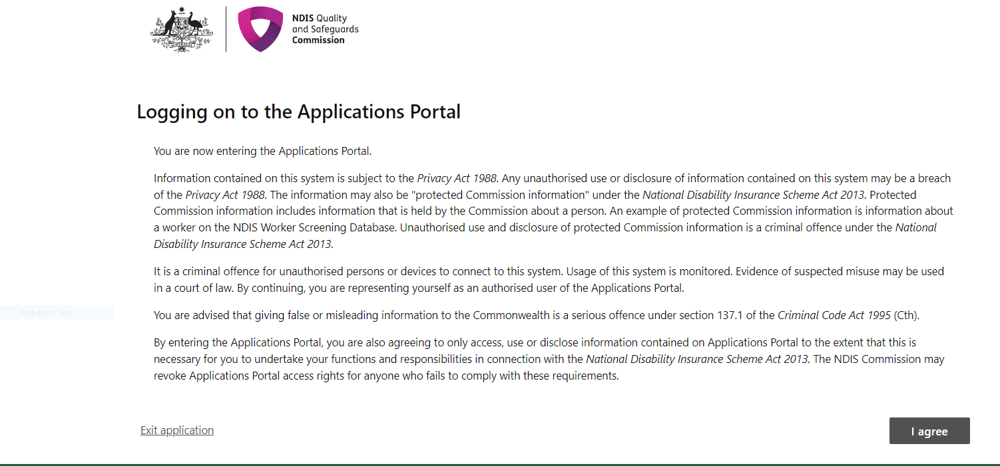 NDIS Quality
and Safeguards
Commission
AUSTRALIA
Logging on to the Applications Portal
You are now entering the Applications Portal.
Information contained on this system is subject to the Privacy Act 1988. Any unauthorised use or disclosure of information contained on this system may be a breach
of the Privacy Act 1988. The information may also be "protected Commission information" under the National Disability Insurance Scheme Act 2013. Protected
Commission information includes information that is held by the Commission about a person. An example of protected Commission information is information about
a worker on the NDIS Worker Screening Database. Unauthorised use and disclosure of protected Commission information is a criminal offence under the National
Disability Insurance Scheme Act 2013.
It is a criminal offence for unauthorised persons or devices to connect to this system. Usage of this system is monitored. Evidence of suspected misuse may be used
in a court of law. By continuing, you are representing yourself as an authorised user of the Applications Portal.
Free-form Snip
You are advised that giving false or misleading information to the Commonwealth is a serious offence under section 137.1 of the Criminal Code Act 1995 (Cth).
By entering the Applications Portal, you are also agreeing to only access, use or disclose information contained on Applications Portal to the extent that this is
necessary for you to undertake your functions and responsibilities in connection with the National Disability Insurance Scheme Act 2013. The NDIS Commission may
revoke Applications Portal access rights for anyone who fails to comply with these requirements.
Exit application
I agree